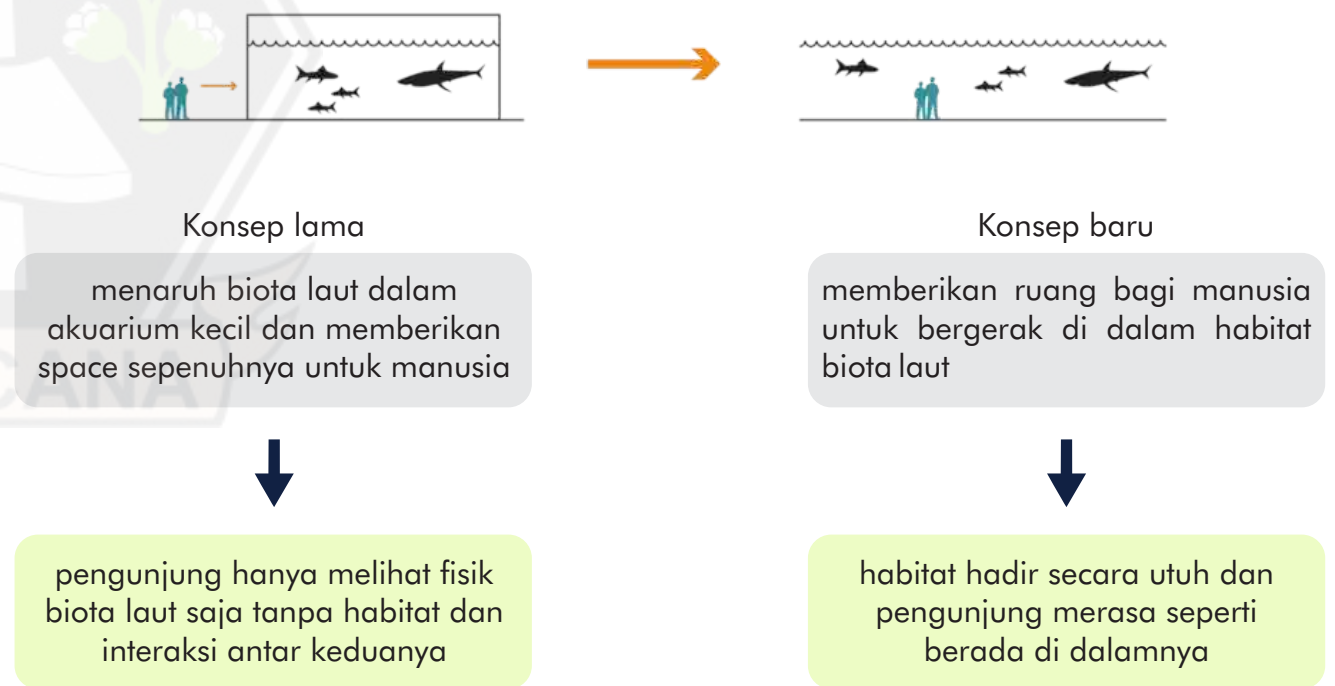 Konsep lama
menaruh biota laut dalam
akuarium kecil dan memberikan
space sepenuhnya untuk manusia
pengunjung hanya melihat fisik
biota laut saja tanpa habitat dan
interaksi antar keduanya
Konsep baru
memberikan ruang bagi manusia
untuk bergerak di dalam habitat
biota laut
habitat hadir secara utuh dan
pengunjung merasa seperti
berada di dalamnya